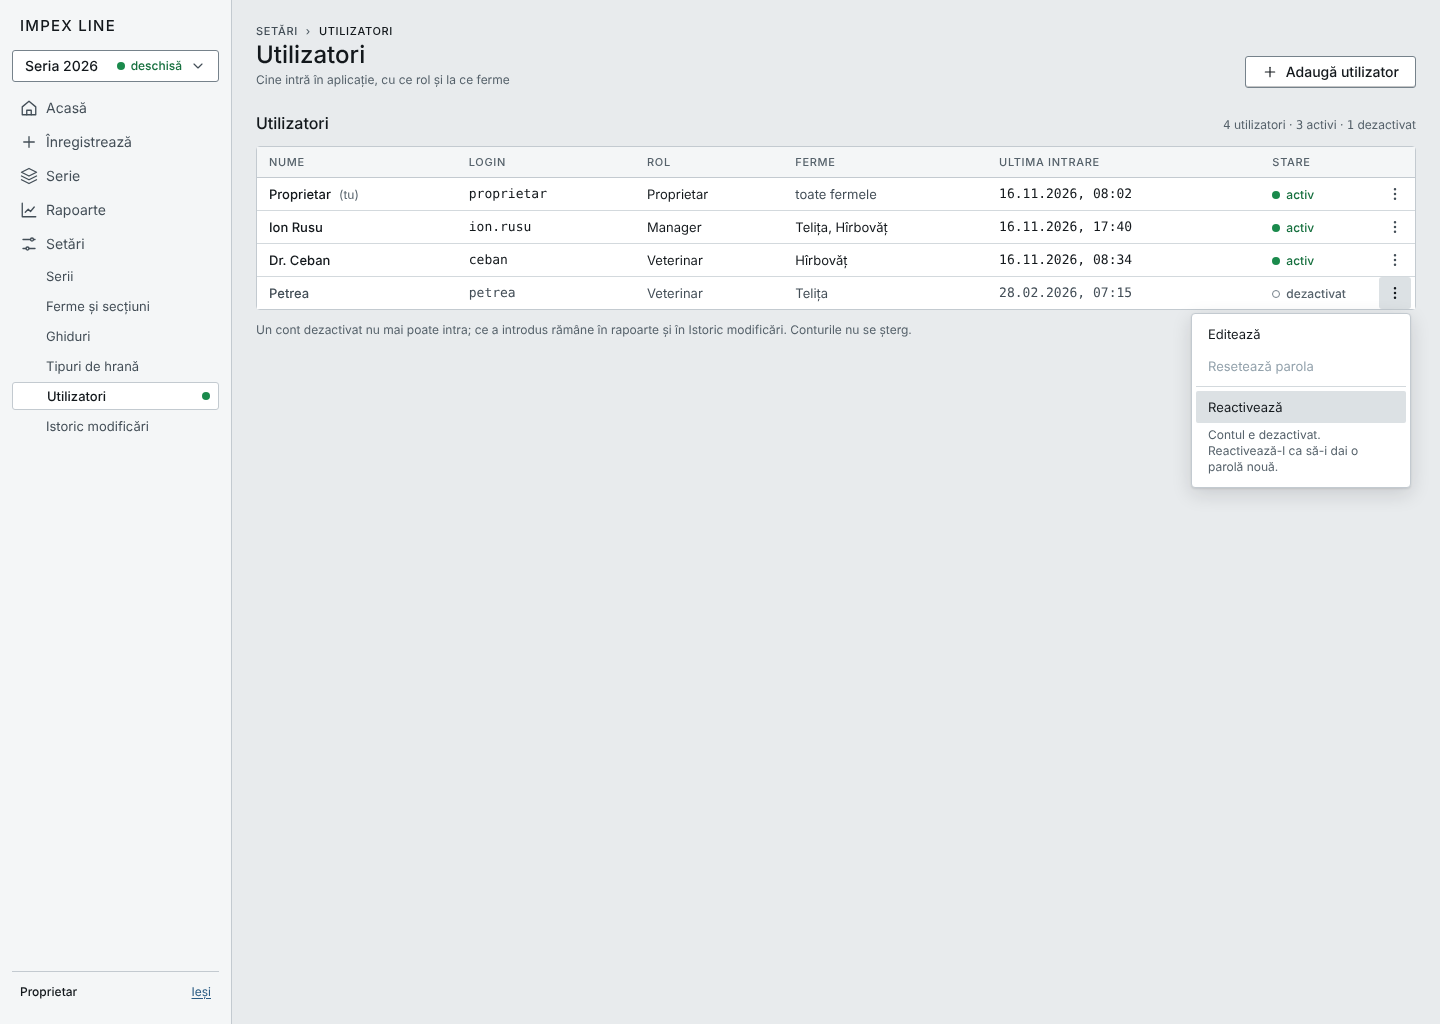 IMPEX LINE
Seria 2026 deschisă
Acasă
Înregistrează
Serie
Rapoarte
Setări
Serii
Ferme și secțiuni
Ghiduri
Tipuri de hrană
Utilizatori
Istoric modificări
Proprietar Ieși
SETĂRI › UTILIZATORI
Utilizatori
Cine intră în aplicație, cu ce rol și la ce ferme
Adaugă utilizator
Utilizatori
4 utilizatori · 3 activi · 1 dezactivat
NUME LOGIN ROL FERME ULTIMA INTRARE STARE
Proprietar (tu) proprietar Proprietar toate fermele 16.11.2026, 08:02 activ
Ion Rusu ion.rusu Manager Telița, Hîrbovăț 16.11.2026, 17:40 activ
Dr. Ceban ceban Veterinar Hîrbovăț 16.11.2026, 08:34 activ
Petrea petrea Veterinar Telița 28.02.2026, 07:15 dezactivat
Un cont dezactivat nu mai poate intra; ce a introdus rămâne în rapoarte și în Istoric modificări. Conturile nu se șterg.
Editează
Resetează parola
Reactivează
Contul e dezactivat.
Reactivează-l ca să-i dai o
parolă nouă.